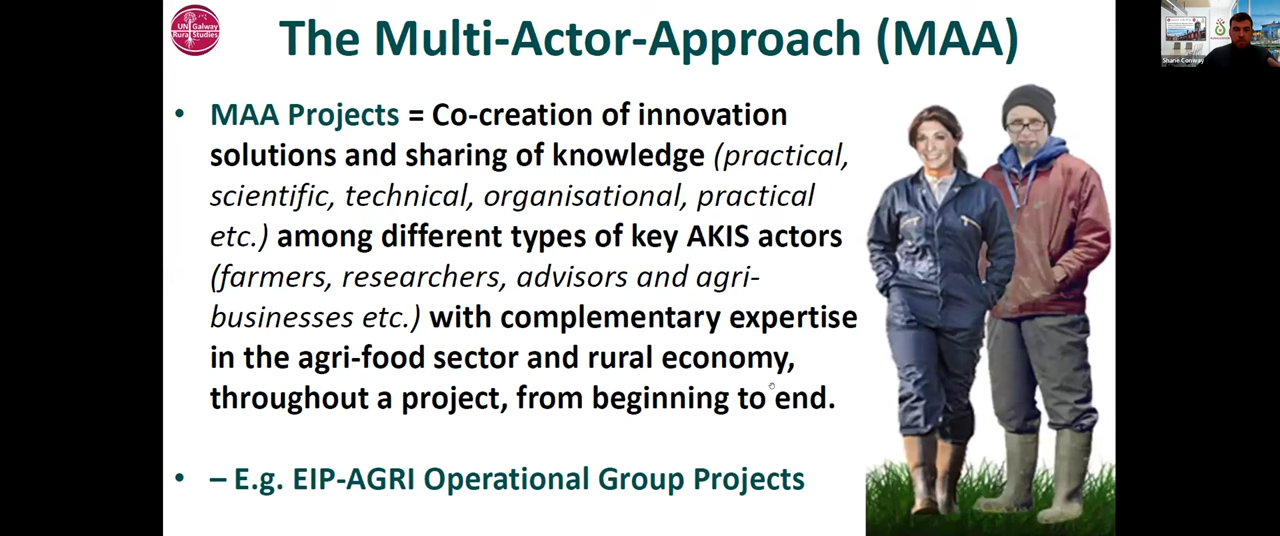 UN Galway
Rural Studies
The Multi-Actor-Approach (MAA)
• MAA Projects = Co-creation of innovation
solutions and sharing of knowledge (practical,
scientific, technical, organisational, practical
etc.) among different types of key AKIS actors
(farmers, researchers, advisors and agri-
businesses etc.) with complementary expertise
in the agri-food sector and rural economy,
throughout a project, from beginning to end.
• – E.g. EIP-AGRI Operational Group Projects
Shane Conway